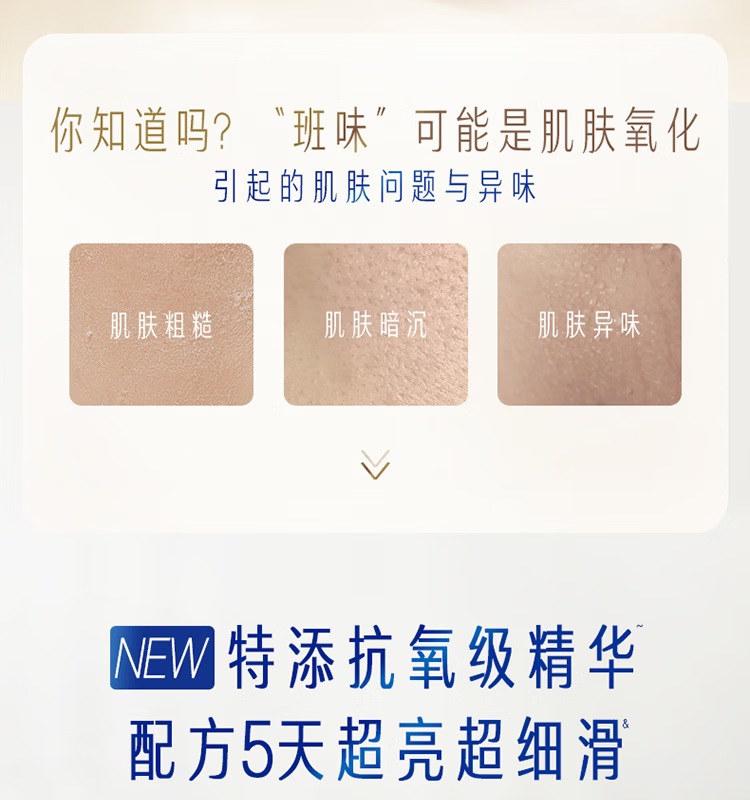 你知道吗？“班味”可能是肌肤氧化
引起的肌肤问题与异味
肌肤粗糙 肌肤暗沉 肌肤异味
NEW 特添抗氧级精华~
配方5天超亮超细滑&